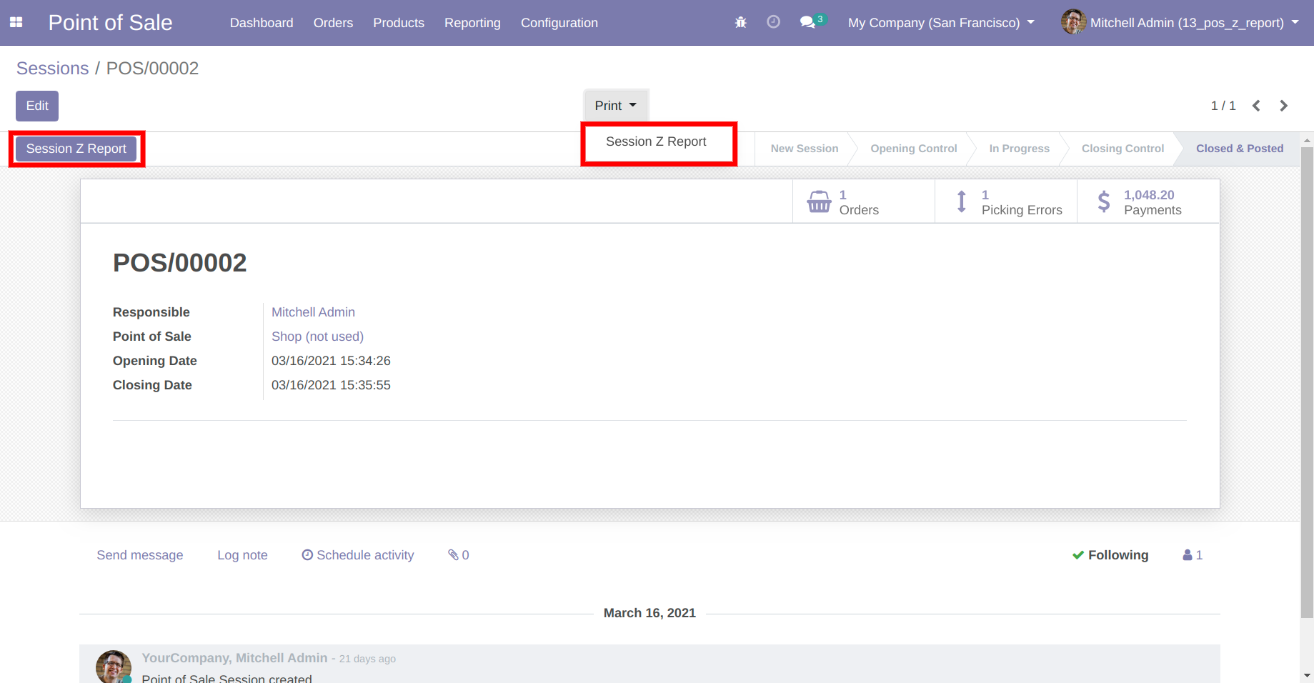 Point of Sale Dashboard Orders Products Reporting Configuration 3 My Company (San Francisco) Mitchell Admin (13_pos_z_report)
Sessions / POS/00002
Edit Print 1 / 1
Session Z Report Session Z Report New Session Opening Control In Progress Closing Control Closed & Posted
1 1 1,048.20
Orders Picking Errors Payments
POS/00002
Responsible Mitchell Admin
Point of Sale Shop (not used)
Opening Date 03/16/2021 15:34:26
Closing Date 03/16/2021 15:35:55
Send message Log note Schedule activity 0 Following 1
March 16, 2021
YourCompany, Mitchell Admin - 21 days ago
Point of Sale Session created